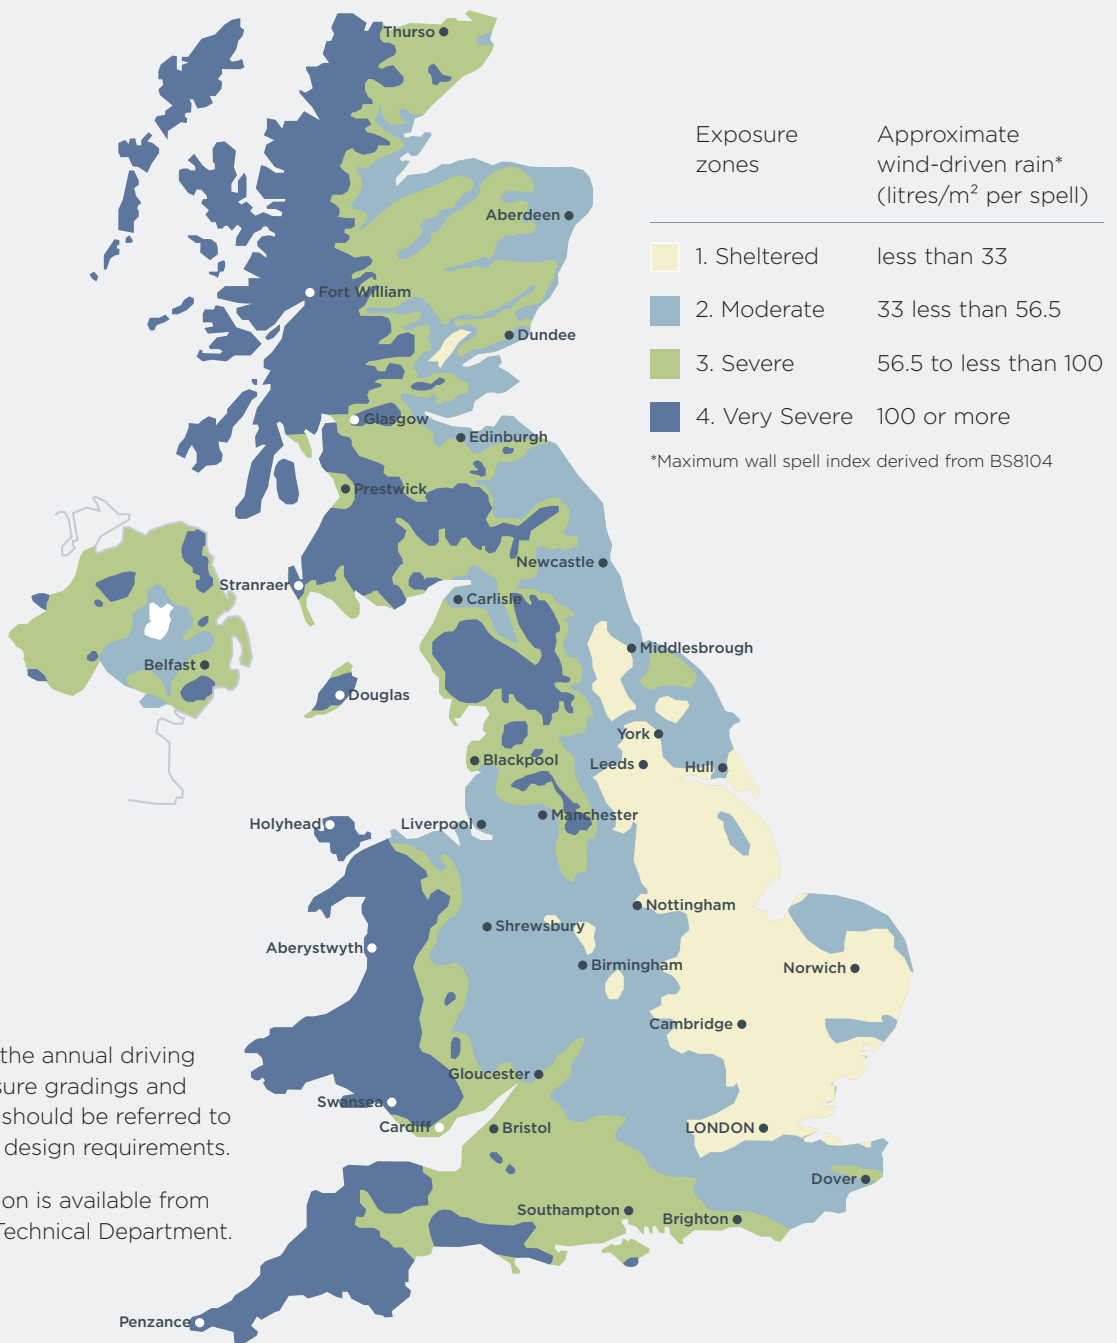 Thurso
Aberdeen
Fort William
Dundee
Glasgow
Edinburgh
Prestwick
Newcastle
Stranraer
Carlisle
Middlesbrough
Belfast
Douglas
York
Blackpool
Leeds
Hull
Manchester
Holyhead
Liverpool
Nottingham
Shrewsbury
Aberystwyth
Birmingham
Norwich
Cambridge
Gloucester
Swansea
Cardiff
Bristol
LONDON
Dover
Southampton
Brighton
Penzance
Exposure
zones
Approximate
wind-driven rain*
(litres/m² per spell)
1. Sheltered less than 33
2. Moderate 33 less than 56.5
3. Severe 56.5 to less than 100
4. Very Severe 100 or more
*Maximum wall spell index derived from BS8104
the annual driving
sure gradings and
should be referred to
design requirements.
on is available from
Technical Department.